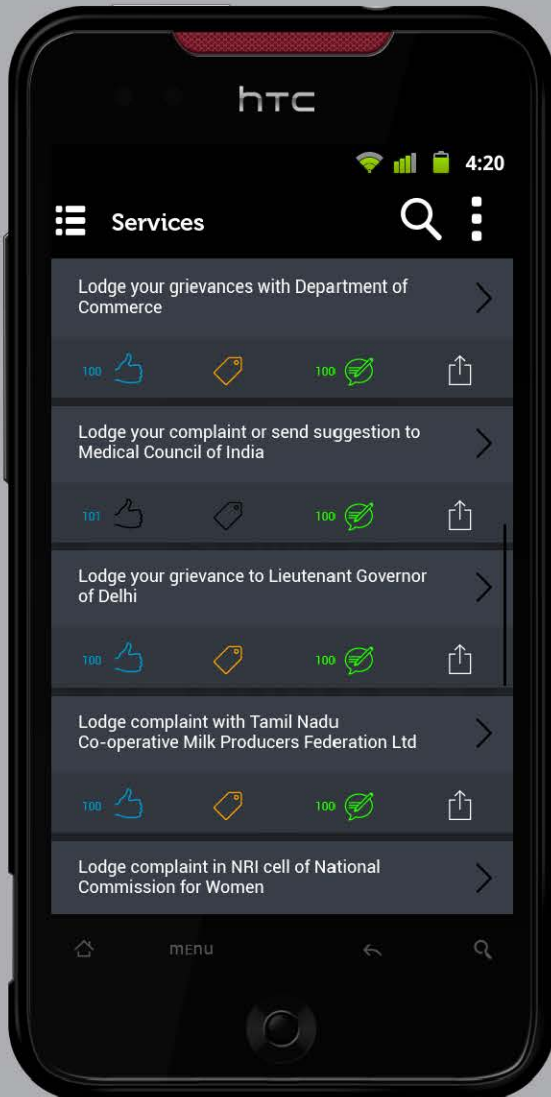 hTC
4:20
Services
Lodge your grievances with Department of
Commerce
100
100
Lodge your complaint or send suggestion to
Medical Council of India
101
100
Lodge your grievance to Lieutenant Governor
of Delhi
100
100
Lodge complaint with Tamil Nadu
Co-operative Milk Producers Federation Ltd
100
100
Lodge complaint in NRI cell of National
Commission for Women
mEnu